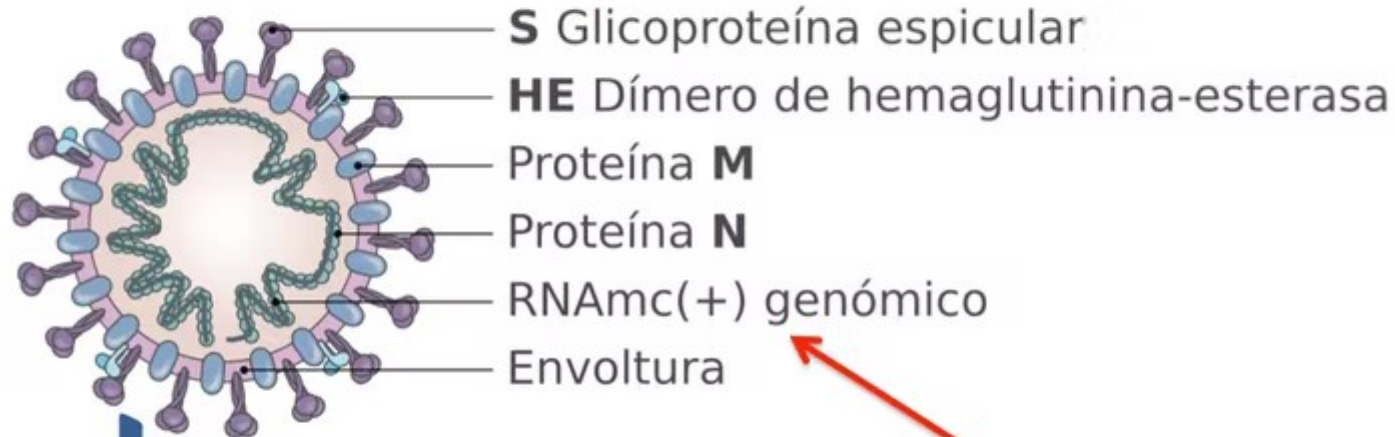 S Glicoproteína espicular
HE Dímero de hemaglutinina-esterasa
Proteína M
Proteína N
RNAmc(+) genómico
Envoltura